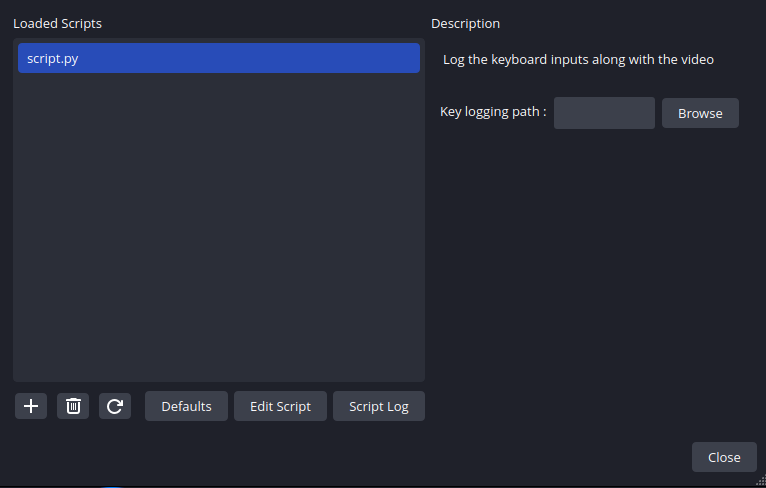 Loaded Scripts
script.py
Defaults
Edit Script
Script Log
Description
Log the keyboard inputs along with the video
Key logging path :
Browse
Close